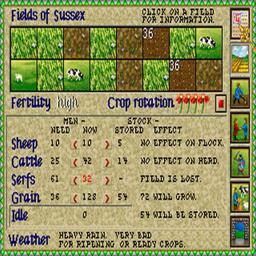 Fields of Sussex
CLICK ON A FIELD
FOR INFORMATION.
36
36
Fertility high Crop rotation
MEN - STOCK -
NEED NOW STORED EFFECT
Sheep 10 ( 10 ) 5 NO EFFECT ON FLOCK.
Cattle 25 ( 42 ) 14 NO EFFECT ON HERD.
Serfs 61 ( 92 ) - FIELD IS LOST.
Grain 96 ( 128 ) 54 72 WILL GROW.
Idle 0 54 WILL BE STORED.
Weather HEAVY RAIN. VERY BAD
FOR RIPENING OR READY CROPS.